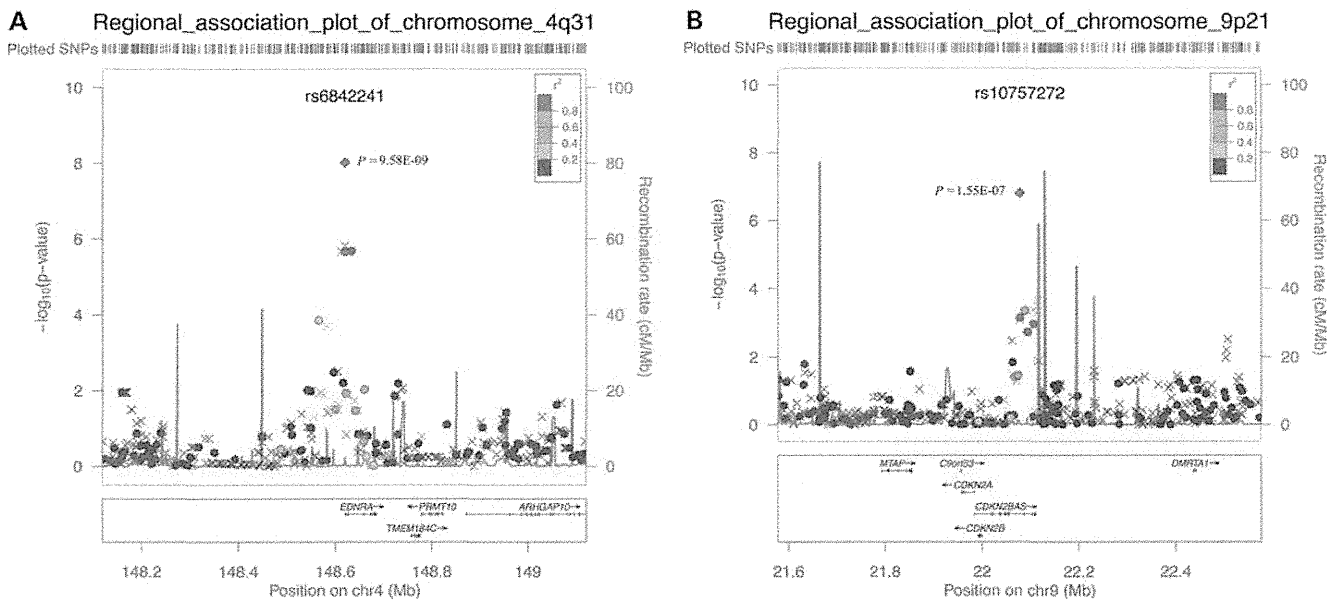 A
Regional_association_plot_of_chromosome_4q31
Plotted SNPs
10
8
6
4
2
0
−log10(p−value)
rs6842241
P = 9.58E-09
r²
0.8
0.6
0.4
0.2
100
80
60
40
20
0
Recombination rate (cM/Mb)
EDNRA
PRMT10
ARHGAP10
TMEM184C
148.2
148.4
148.6
148.8
149
Position on chr4 (Mb)
B
Regional_association_plot_of_chromosome_9p21
Plotted SNPs
10
8
6
4
2
0
−log10(p−value)
rs10757272
P = 1.55E-07
r²
0.8
0.6
0.4
0.2
100
80
60
40
20
0
Recombination rate (cM/Mb)
MTAP
C9orf53
DMRTA1
CDKN2A
CDKN2BAS
CDKN2B
21.6
21.8
22
22.2
22.4
Position on chr9 (Mb)